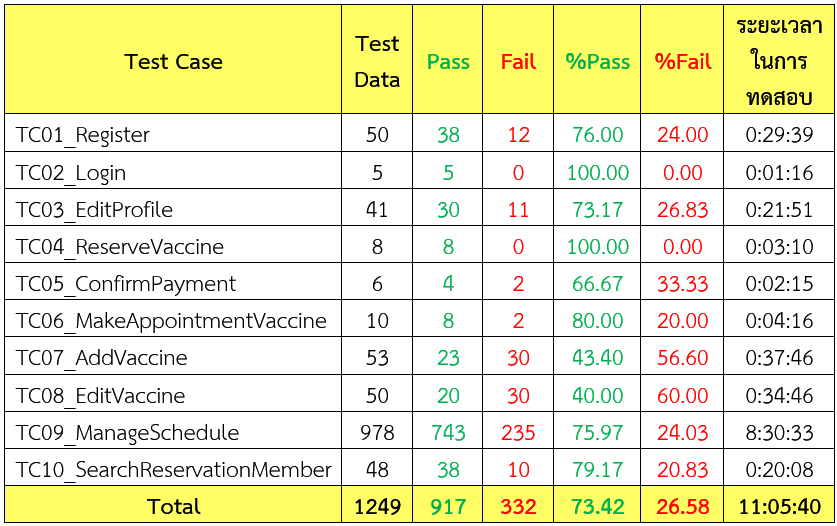 Test Case Test Data Pass Fail %Pass %Fail ระยะเวลาในการทดสอบ
TC01_Register 50 38 12 76.00 24.00 0:29:39
TC02_Login 5 5 0 100.00 0.00 0:01:16
TC03_EditProfile 41 30 11 73.17 26.83 0:21:51
TC04_ReserveVaccine 8 8 0 100.00 0.00 0:03:10
TC05_ConfirmPayment 6 4 2 66.67 33.33 0:02:15
TC06_MakeAppointmentVaccine 10 8 2 80.00 20.00 0:04:16
TC07_AddVaccine 53 23 30 43.40 56.60 0:37:46
TC08_EditVaccine 50 20 30 40.00 60.00 0:34:46
TC09_ManageSchedule 978 743 235 75.97 24.03 8:30:33
TC10_SearchReservationMember 48 38 10 79.17 20.83 0:20:08
Total 1249 917 332 73.42 26.58 11:05:40